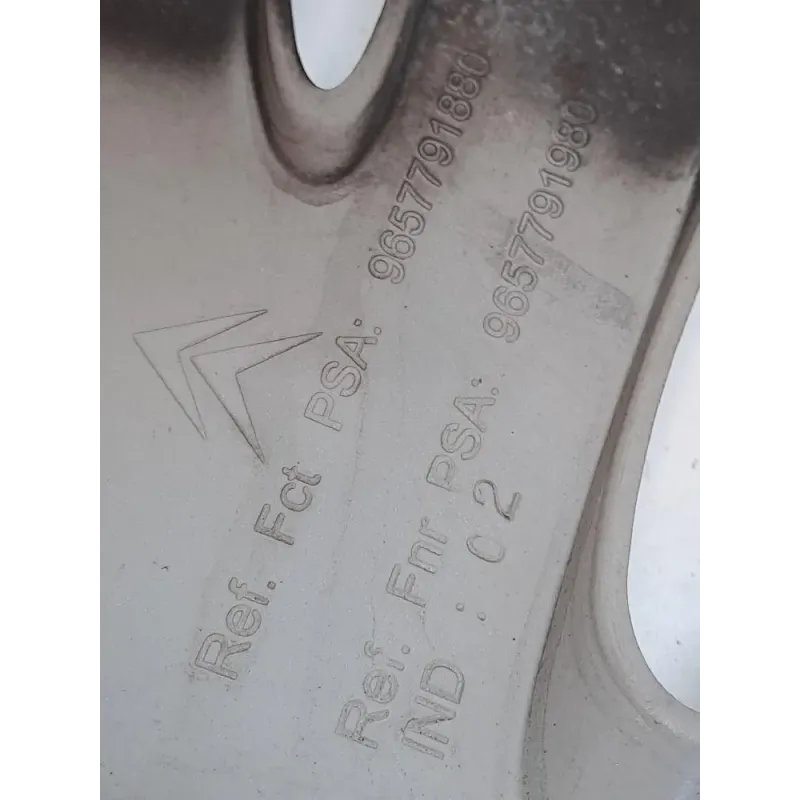 Ref. Fct PSA: 9657791880
Ref. Fnr PSA: 9657791980
IND : 02